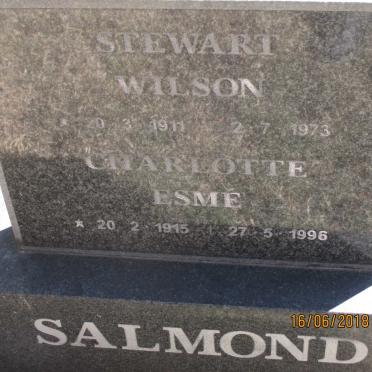 STEWART
WILSON
3 1911 2 7 1973
CHARLOTTE
ESMÉ
* 20 2 1915 27 5 1996
SALMOND
16/06/2018